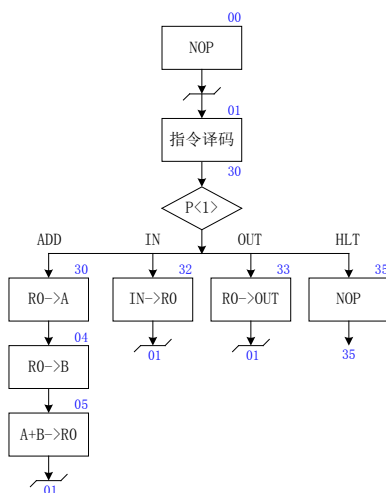 00
NOP
01
指令译码
30
P<1>
ADD IN OUT HLT
30 32 33 35
R0->A IN->R0 R0->OUT NOP
04 01 01 35
R0->B
05
A+B->R0
01